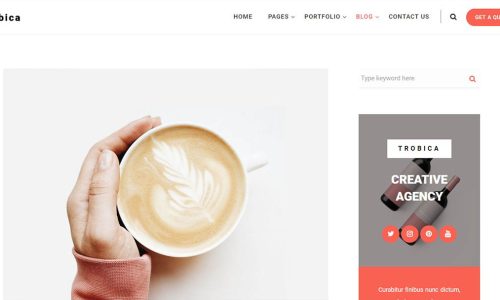 bica
HOME PAGES PORTFOLIO BLOG CONTACT US GET A QU
Type keyword here
TROBICA
CREATIVE
AGENCY
Curabitur finibus nunc dictum,